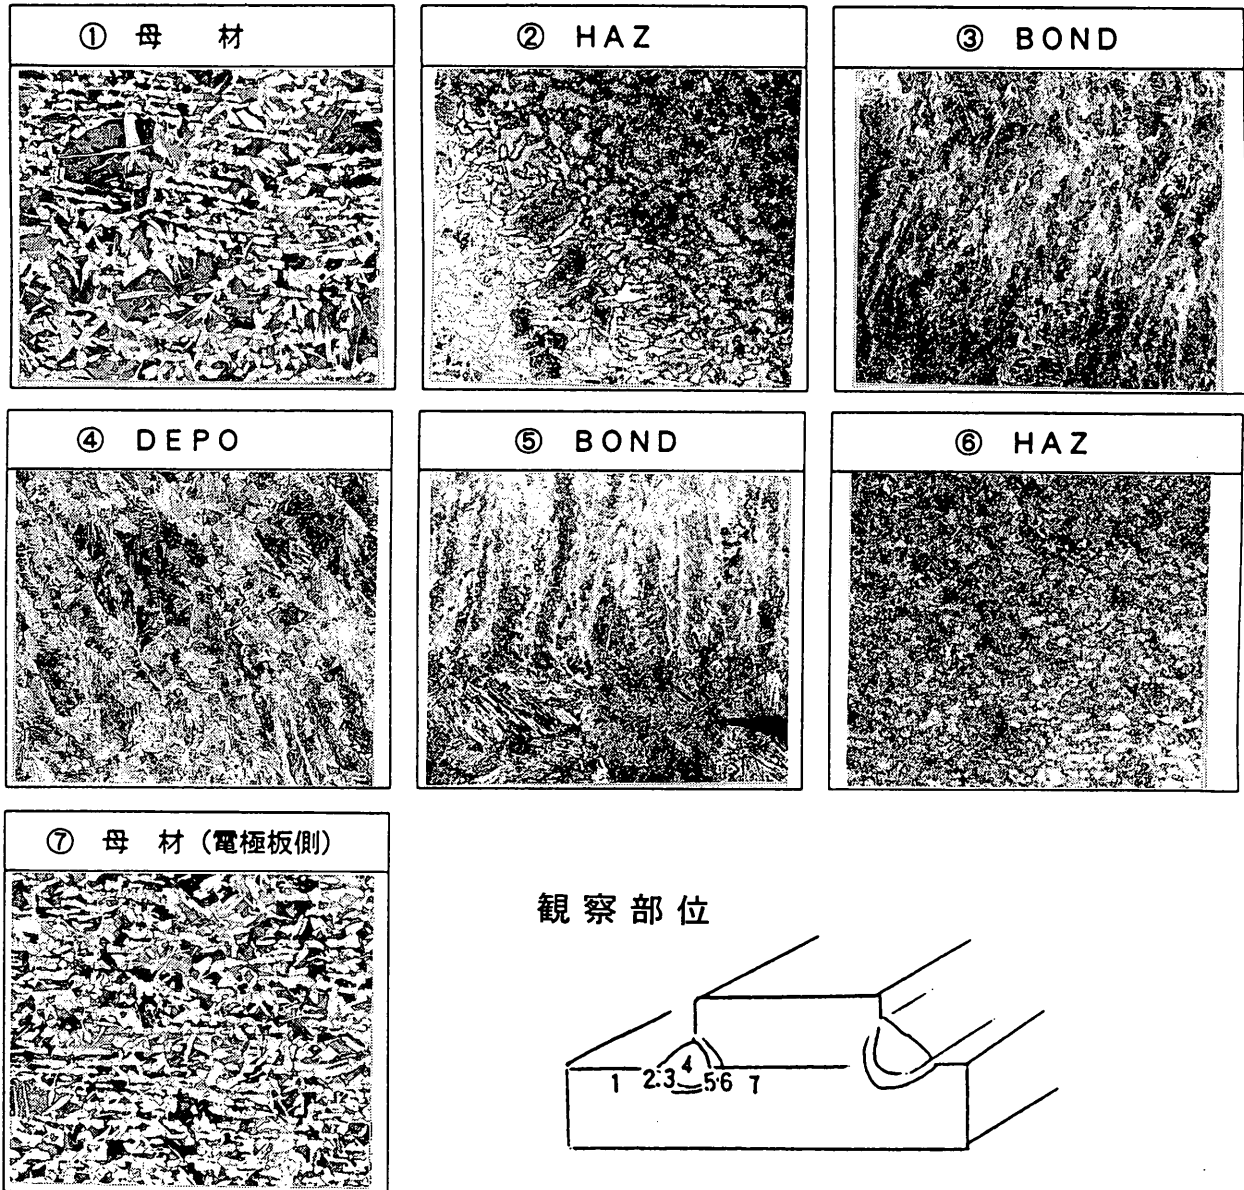 ① 母 材
② HAZ
③ BOND
④ DEPO
⑤ BOND
⑥ HAZ
⑦ 母 材 (電極板側)
観察部位
1 2 3 4 5 6 7